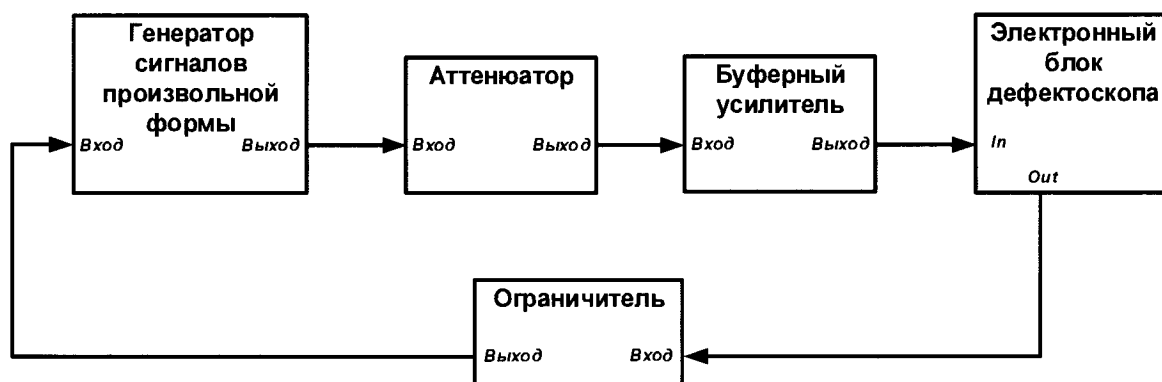 Генератор
сигналов
произвольной
формы
Вход
Выход
Аттенюатор
Вход
Выход
Буферный
усилитель
Вход
Выход
Электронный
блок
дефектоскопа
In
Out
Ограничитель
Выход
Вход